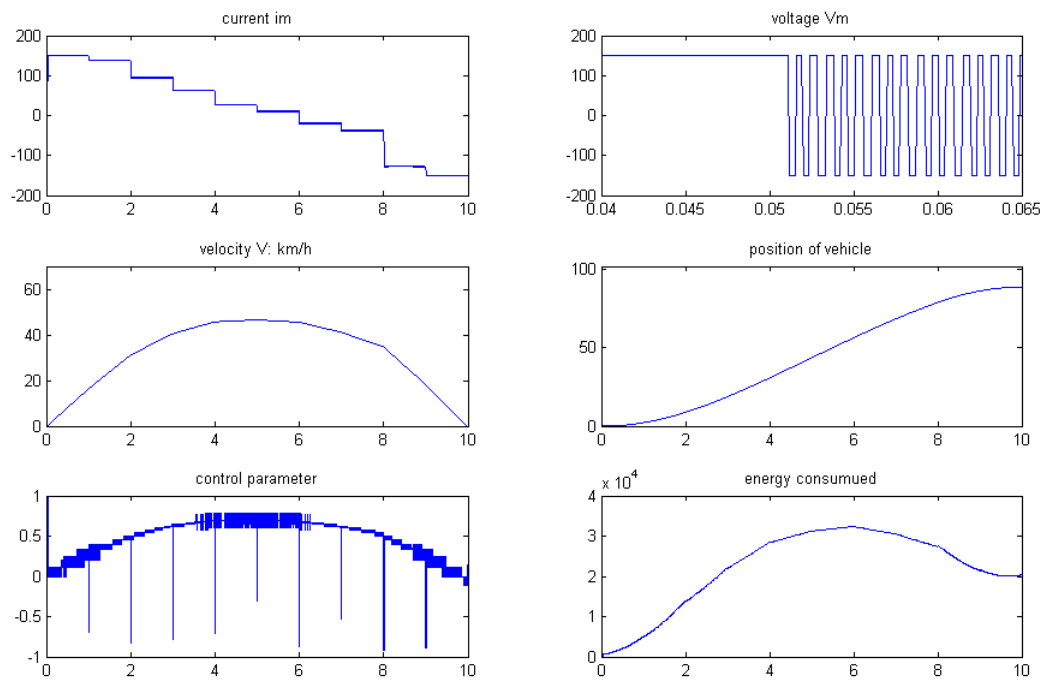 current im
200
100
0
-100
-200
0 2 4 6 8 10
voltage Vm
200
100
0
-100
-200
0.04 0.045 0.05 0.055 0.06 0.065
velocity V: km/h
60
40
20
0
0 2 4 6 8 10
position of vehicle
100
50
0
0 2 4 6 8 10
control parameter
1
0.5
0
-0.5
-1
0 2 4 6 8 10
energy consumued
x 10^4
4
3
2
1
0
0 2 4 6 8 10